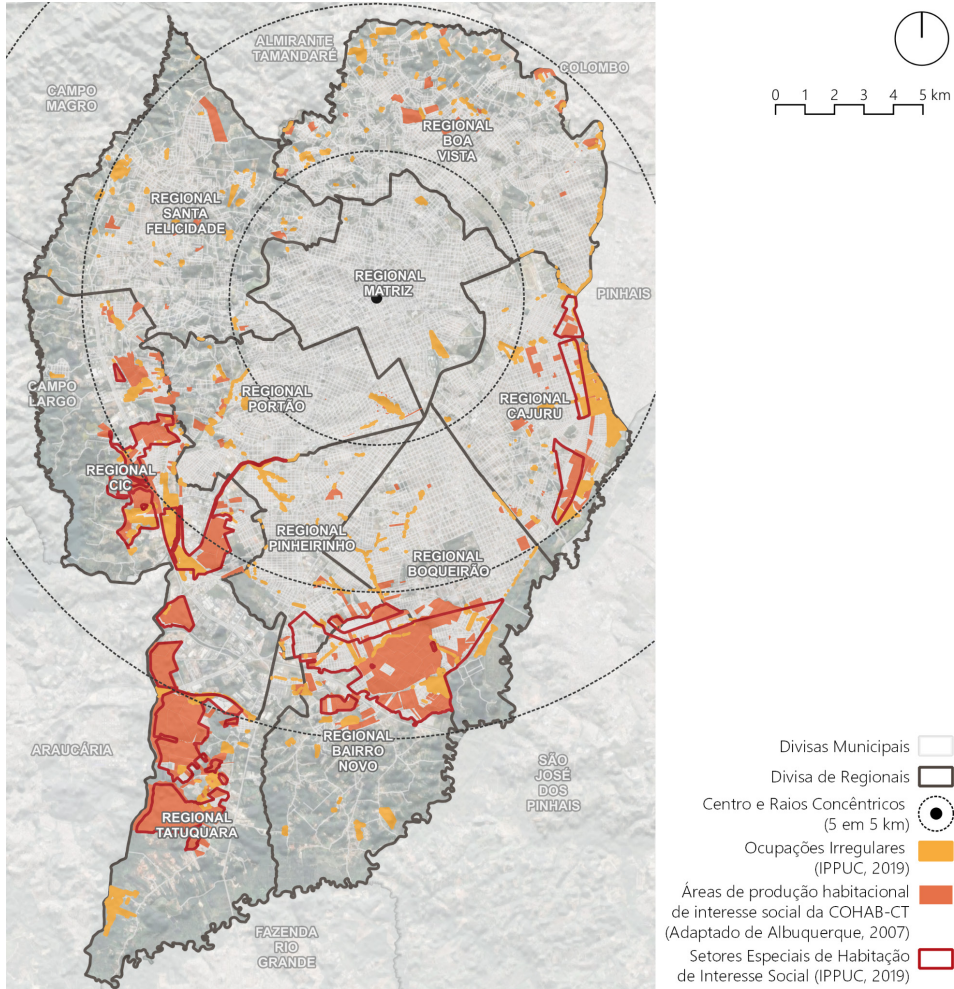 ALMIRANTE
TAMANDARÉ
COLOMBO
CAMPO
MAGRO
0 1 2 3 4 5 km
REGIONAL
BOA
VISTA
REGIONAL
SANTA
FELICIDADE
REGIONAL
MATRIZ
PINHAIS
CAMPO
LARGO
REGIONAL
PORTÃO
REGIONAL
CAJURU
REGIONAL
CIC
REGIONAL
PINHEIRINHO
REGIONAL
BOQUEIRÃO
ARAUCÁRIA
REGIONAL
BAIRRO
NOVO
SÃO
JOSÉ
DOS
PINHAIS
REGIONAL
TATUQUARA
FAZENDA
RIO
GRANDE
Divisas Municipais
Divisa de Regionais
Centro e Raios Concêntricos
(5 em 5 km)
Ocupações Irregulares
(IPPUC, 2019)
Áreas de produção habitacional
de interesse social da COHAB-CT
(Adaptado de Albuquerque, 2007)
Setores Especiais de Habitação
de Interesse Social (IPPUC, 2019)